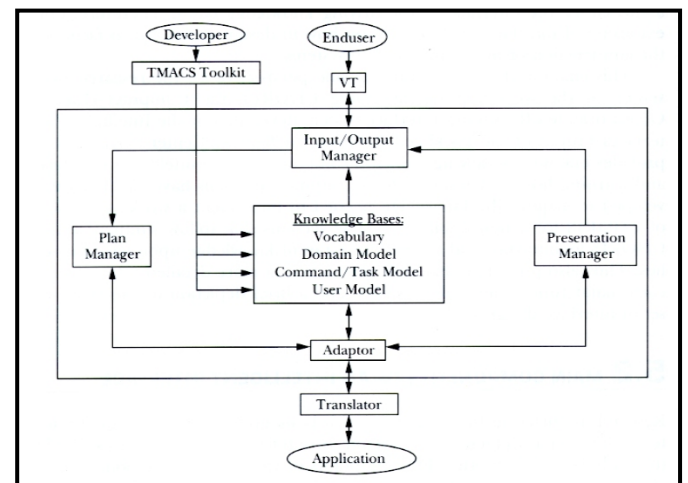 Developer
Enduser
TMACS Toolkit
VT
Input/Output
Manager
Knowledge Bases:
Vocabulary
Domain Model
Command/Task Model
User Model
Plan
Manager
Presentation
Manager
Adaptor
Translator
Application